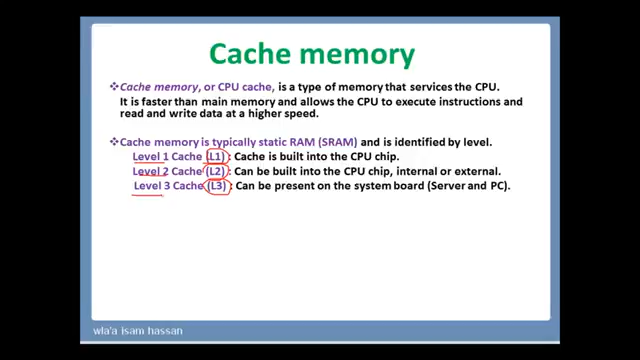 Cache memory
❖Cache memory, or CPU cache, is a type of memory that services the CPU.
It is faster than main memory and allows the CPU to execute instructions and
read and write data at a higher speed.
❖Cache memory is typically static RAM (SRAM) and is identified by level.
Level 1 Cache (L1): Cache is built into the CPU chip.
Level 2 Cache (L2): Can be built into the CPU chip, internal or external.
Level 3 Cache (L3): Can be present on the system board (Server and PC).
wla'a isam hassan